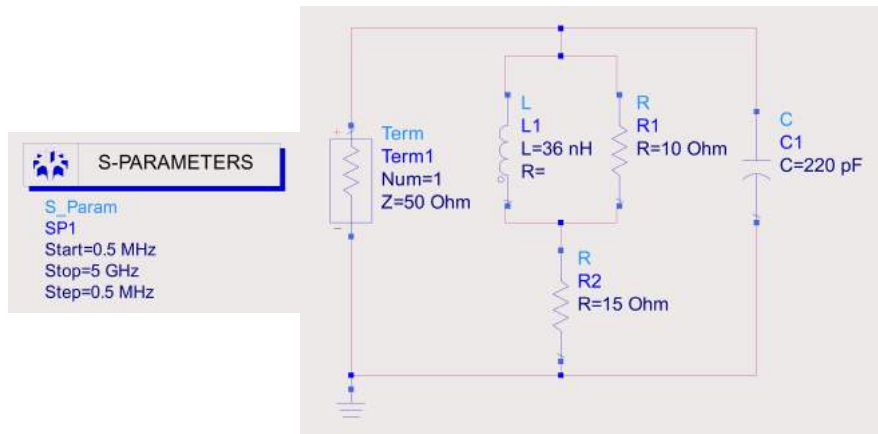 S-PARAMETERS
S_Param
SP1
Start=0.5 MHz
Stop=5 GHz
Step=0.5 MHz
+
Term
Term1
Num=1
Z=50 Ohm
-
L
L1
L=36 nH
R=
R
R1
R=10 Ohm
C
C1
C=220 pF
R
R2
R=15 Ohm